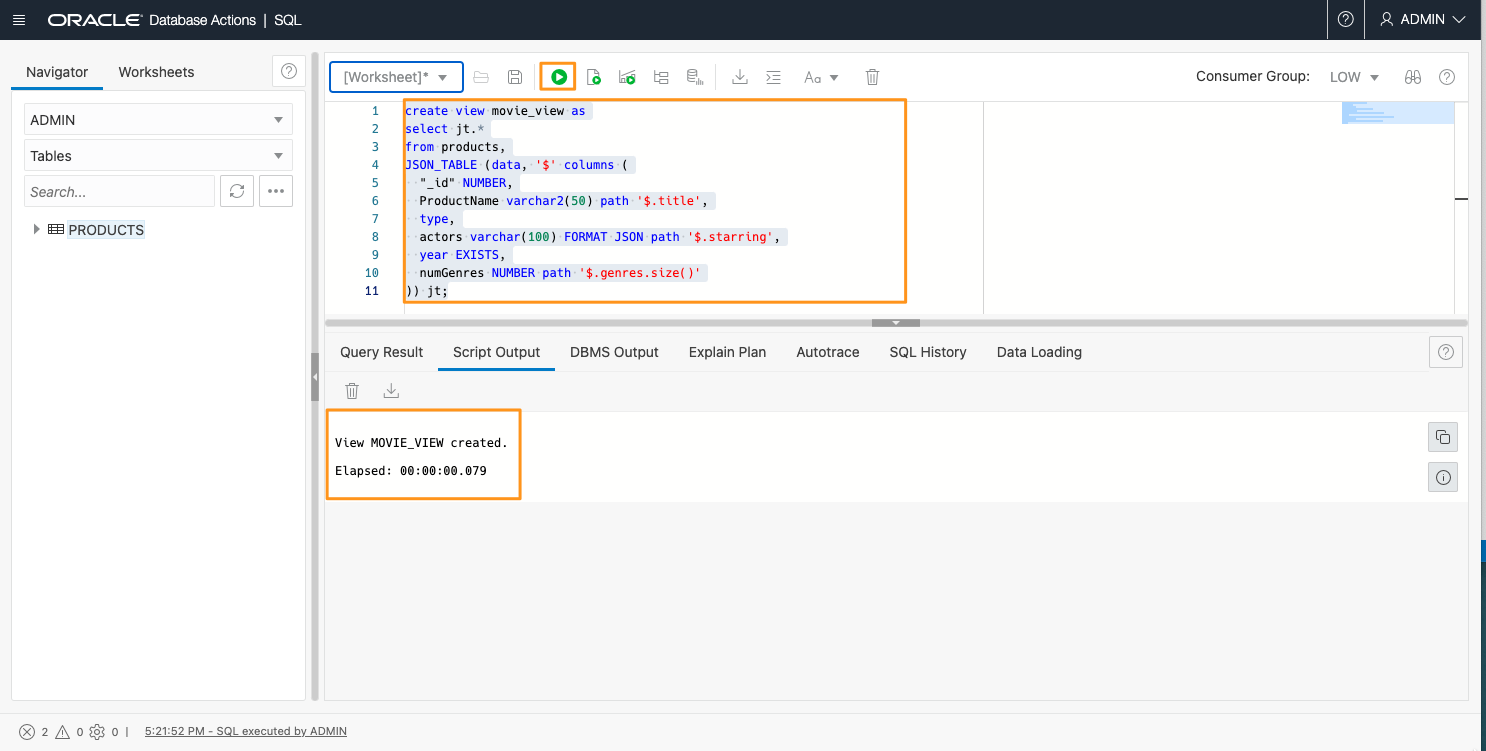 ORACLE Database Actions | SQL
ADMIN
Navigator Worksheets
ADMIN
Tables
Search...
PRODUCTS
[Worksheet]*
Aa
Consumer Group: LOW
1 create view movie_view as
2 select jt.*
3 from products,
4 JSON_TABLE (data, '$' columns (
5 "_id" NUMBER,
6 ProductName varchar2(50) path '$.title',
7 type,
8 actors varchar(100) FORMAT JSON path '$.starring',
9 year EXISTS,
10 numGenres NUMBER path '$.genres.size()'
11 )) jt;
Query Result Script Output DBMS Output Explain Plan Autotrace SQL History Data Loading
View MOVIE_VIEW created.
Elapsed: 00:00:00.079
2 0 0 | 5:21:52 PM - SQL executed by ADMIN